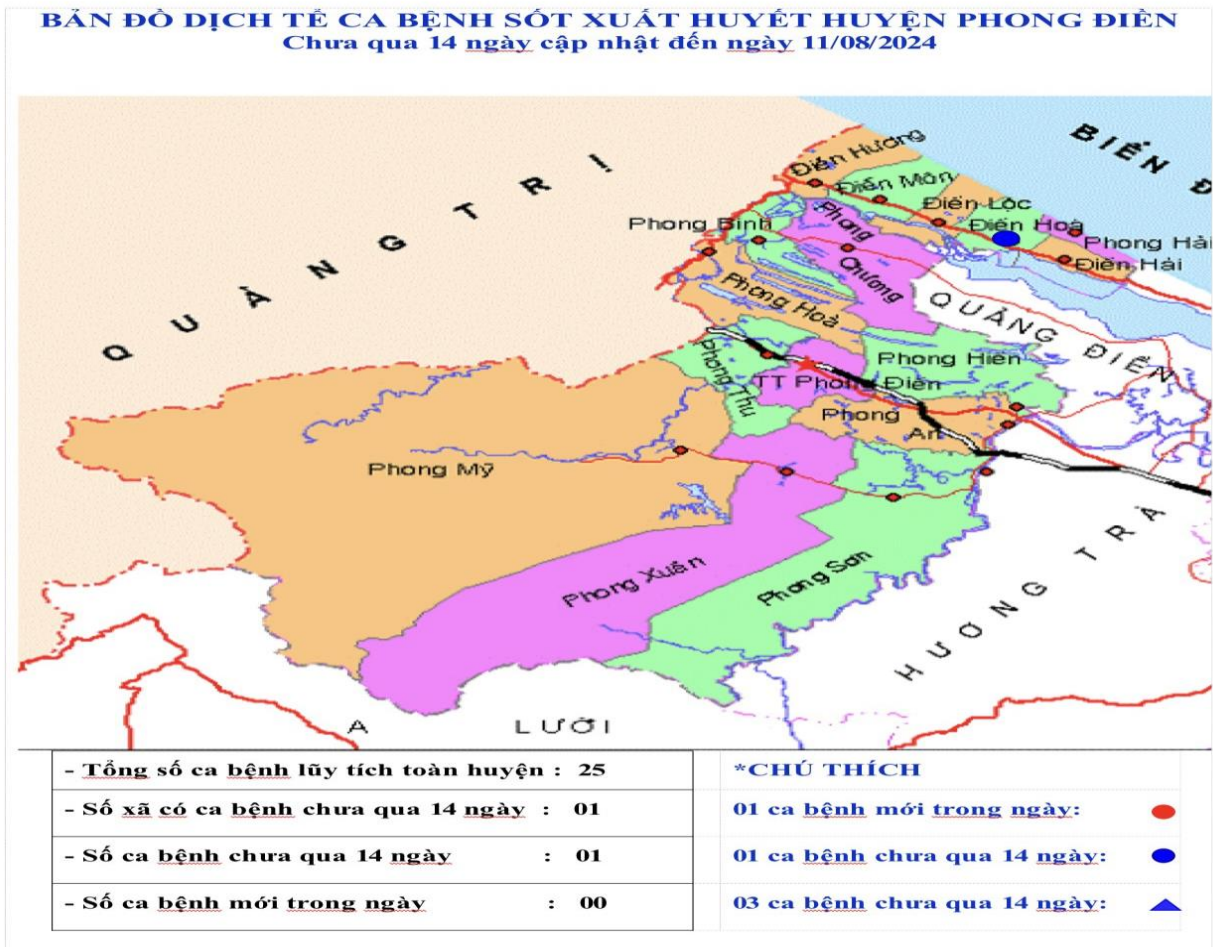 BẢN ĐỒ DỊCH TỄ CA BỆNH SỐT XUẤT HUYẾT HUYỆN PHONG ĐIỀN
Chưa qua 14 ngày cập nhật đến ngày 11/08/2024
BIỂN Đ
QUẢNG TRỊ
Điền Hương
Điền Môn
Điền Lộc
Điền Hoà
Phong Hải
Điền Hải
Phong Bình
Phong Chương
Phong Hoà
QUẢNG ĐIỀN
Phong Hiền
Phong Thu
TT Phong Điền
Phong An
Phong Mỹ
Phong Xuân
Phong Sơn
HƯƠNG TRÀ
A LƯỚI
- Tổng số ca bệnh lũy tích toàn huyện : 25
- Số xã có ca bệnh chưa qua 14 ngày : 01
- Số ca bệnh chưa qua 14 ngày : 01
- Số ca bệnh mới trong ngày : 00
*CHÚ THÍCH
01 ca bệnh mới trong ngày:
01 ca bệnh chưa qua 14 ngày:
03 ca bệnh chưa qua 14 ngày: